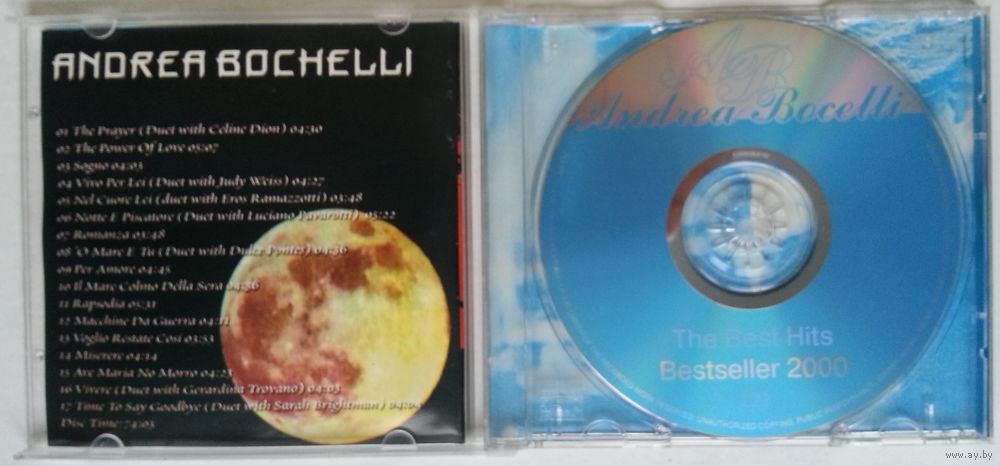 ANDREA BOCHELLI
01 The Prayer (Duet with Celine Dion) 04:30
02 The Power Of Love 05:07
03 Sogno 04:03
04 Vivo Per Lei (Duet with Judy Weiss) 04:27
05 Nel Cuore Lei (duet with Eros Ramazzotti) 03:48
06 Notte E Piscatore (Duet with Luciano Pavarotti) 05:22
07 Romanza 03:48
08 'O Mare E Tu (Duet with Dulce Pontes) 04:36
09 Per Amore 04:45
10 Il Mare Colmo Della Sera 04:36
11 Rapsodia 05:31
12 Macchine Da Guerra 04:11
13 Voglio Restate Cosi 03:53
14 Miserere 04:14
15 Ave Maria No Morro 04:23
16 Vivere (Duet with Gerardina Trovano) 04:03
17 Time To Say Goodbye (Duet with Sarah Brightman) 04:04
Disc Time: 74:03
AB
Andrea Bocelli
The Best Hits
Bestseller 2000
UNAUTHORIZED COPYING, PUBLIC
www.ay.by